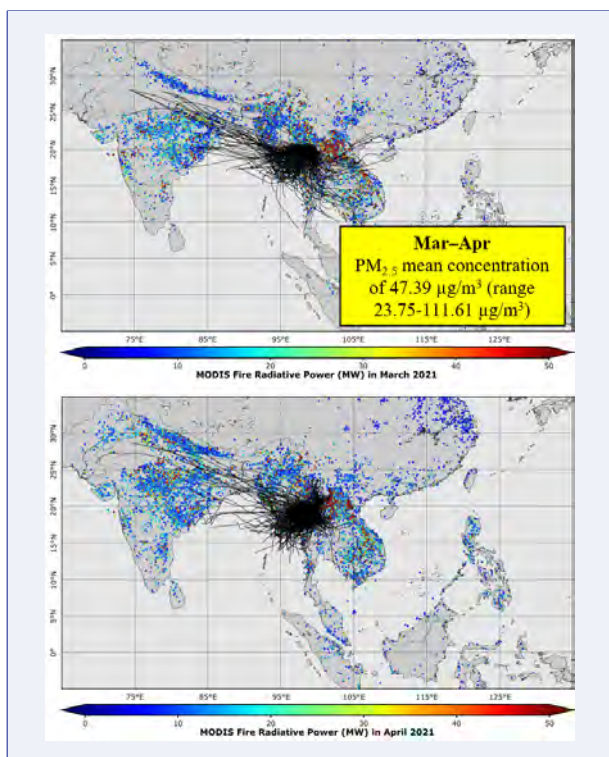 30°N
25°N
20°N
15°N
10°N
5°N
0°
Mar–Apr
PM2.5 mean concentration
of 47.39 µg/m³ (range
23.75-111.61 µg/m³)
75°E 85°E 95°E 105°E 115°E 125°E
0 10 20 30 40 50
MODIS Fire Radiative Power (MW) in March 2021
30°N
25°N
20°N
15°N
10°N
5°N
0°
75°E 85°E 95°E 105°E 115°E 125°E
0 10 20 30 40 50
MODIS Fire Radiative Power (MW) in April 2021